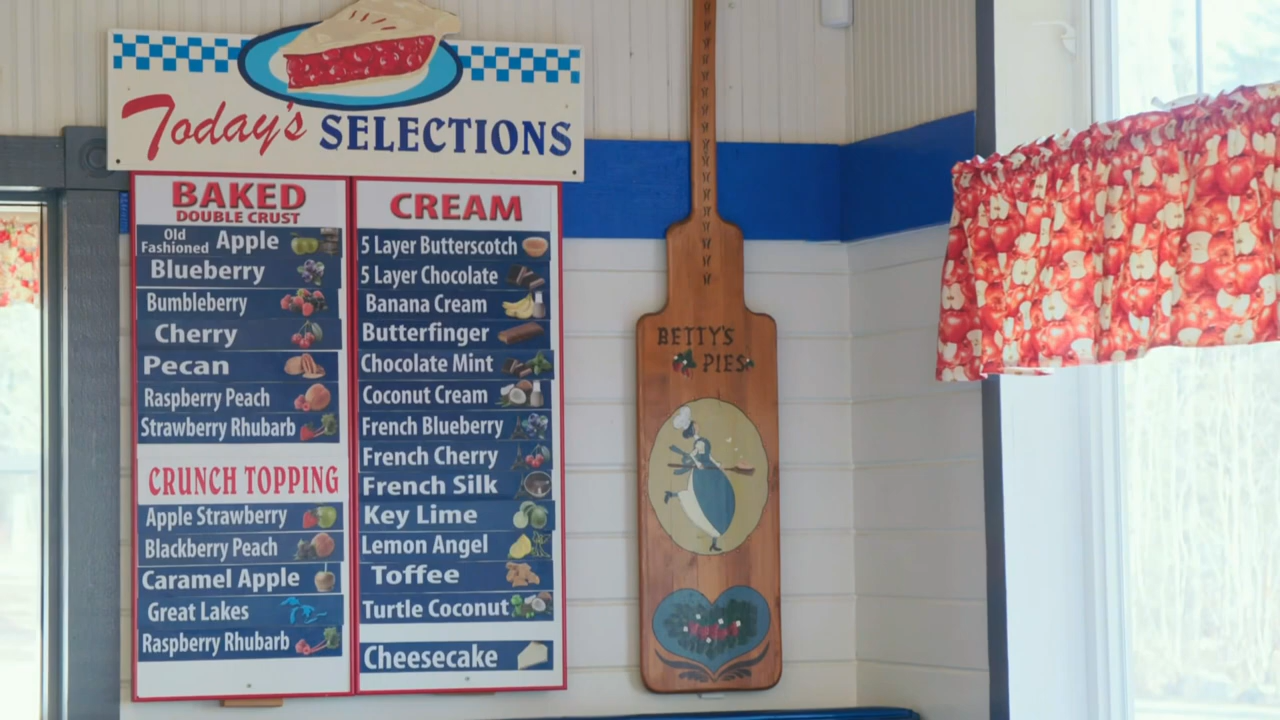 Today's SELECTIONS
BAKED
DOUBLE CRUST
Old
Fashioned Apple
Blueberry
Bumbleberry
Cherry
Pecan
Raspberry Peach
Strawberry Rhubarb
CRUNCH TOPPING
Apple Strawberry
Blackberry Peach
Caramel Apple
Great Lakes
Raspberry Rhubarb
CREAM
5 Layer Butterscotch
5 Layer Chocolate
Banana Cream
Butterfinger
Chocolate Mint
Coconut Cream
French Blueberry
French Cherry
French Silk
Key Lime
Lemon Angel
Toffee
Turtle Coconut
Cheesecake
BETTY'S
PIES